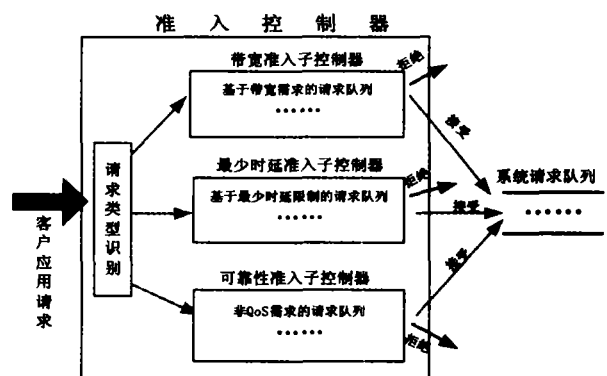 准入控制器
带宽准入子控制器
基于带宽需求的请求队列
······
拒绝
接受
请求类型识别
客户应用请求
最少时延准入子控制器
基于最少时延限制的请求队列
······
拒绝
接受
系统请求队列
······
可靠性准入子控制器
非QoS需求的请求队列
······
接受
拒绝